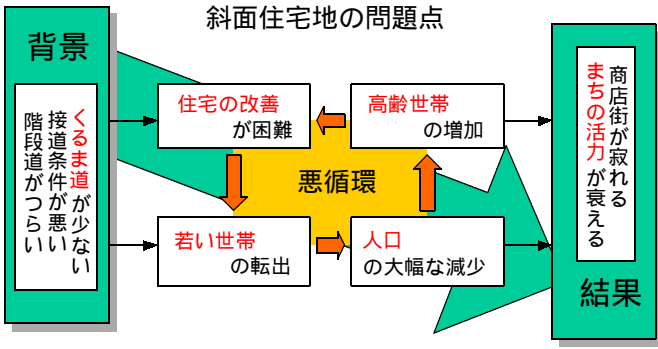 斜面住宅地の問題点
背景
くるま道が少ない
接道条件が悪い
階段道がつらい
住宅の改善
が困難
高齢世帯
の増加
悪循環
若い世帯
の転出
人口
の大幅な減少
商店街が寂れる
まちの活力が衰える
結果